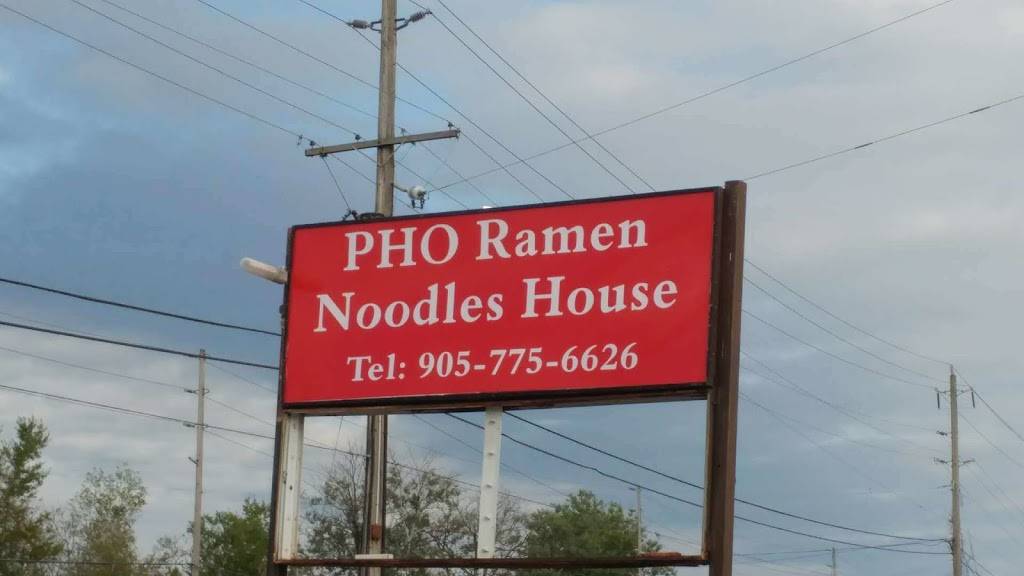 PHO Ramen
Noodles House
Tel: 905-775-6626